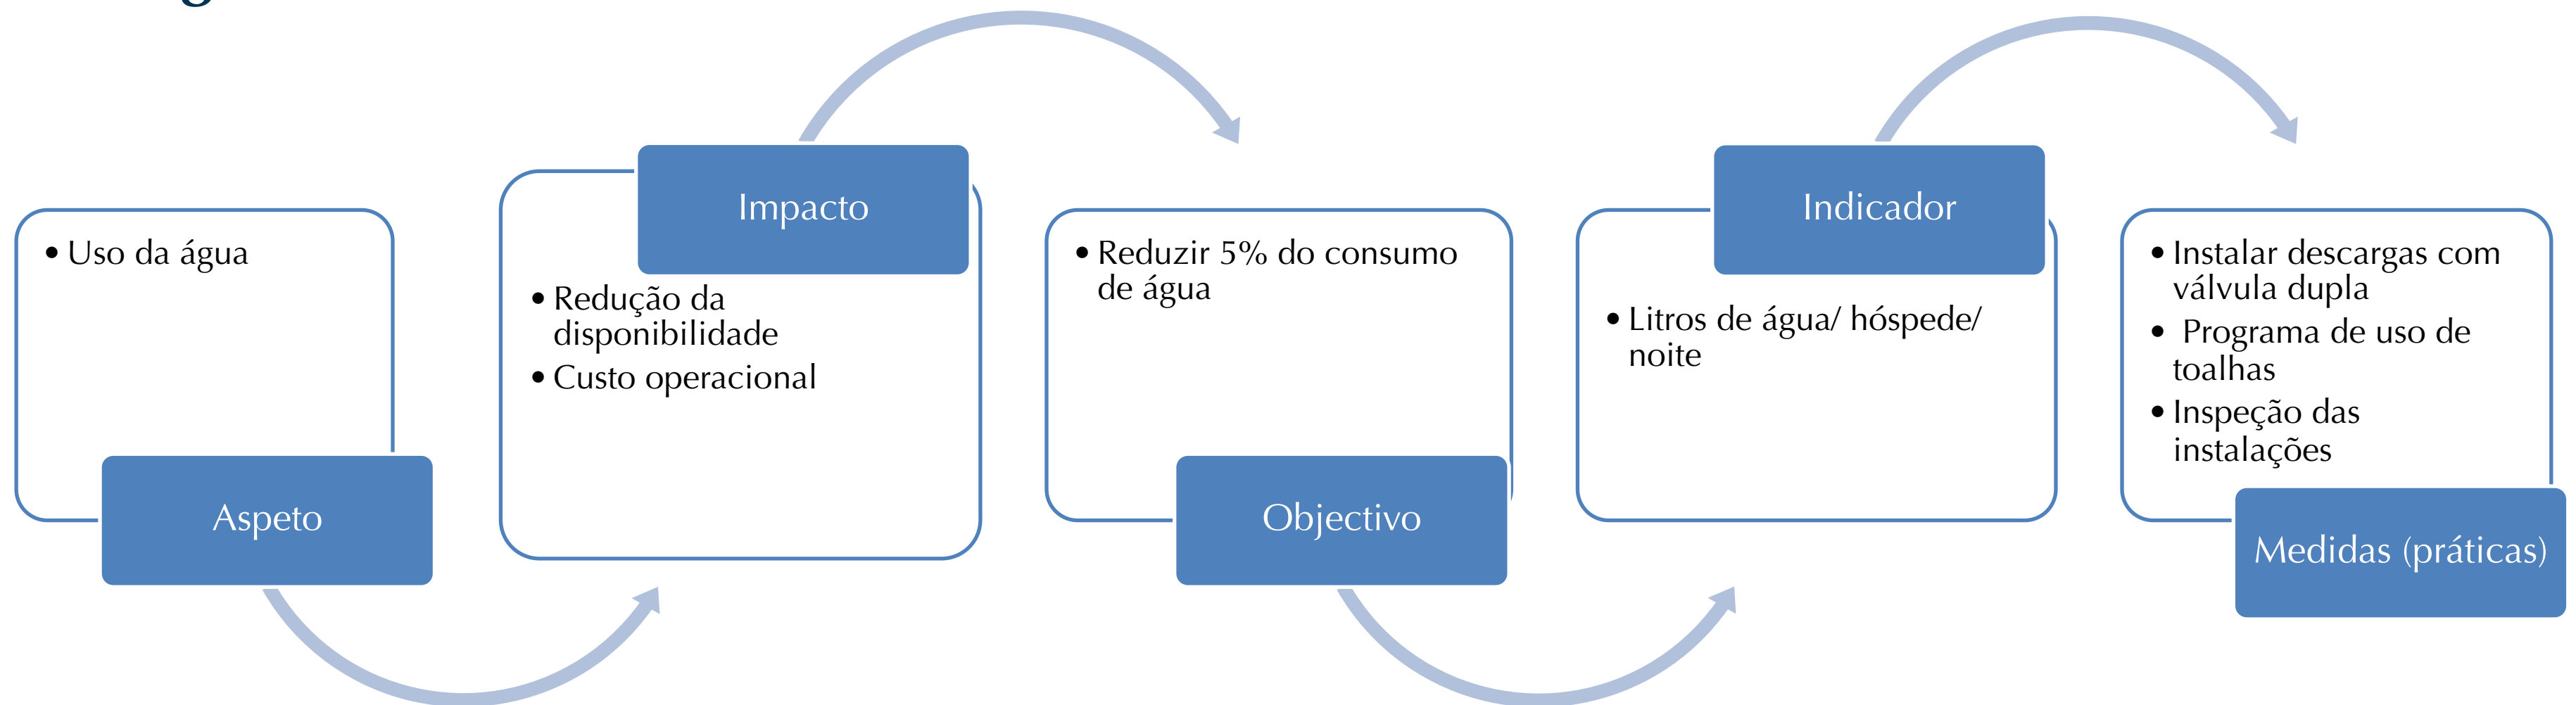 • Uso da água
Aspeto
Impacto
• Redução da
disponibilidade
• Custo operacional
• Reduzir 5% do consumo
de água
Objectivo
Indicador
• Litros de água/ hóspede/
noite
• Instalar descargas com
válvula dupla
• Programa de uso de
toalhas
• Inspeção das
instalações
Medidas (práticas)